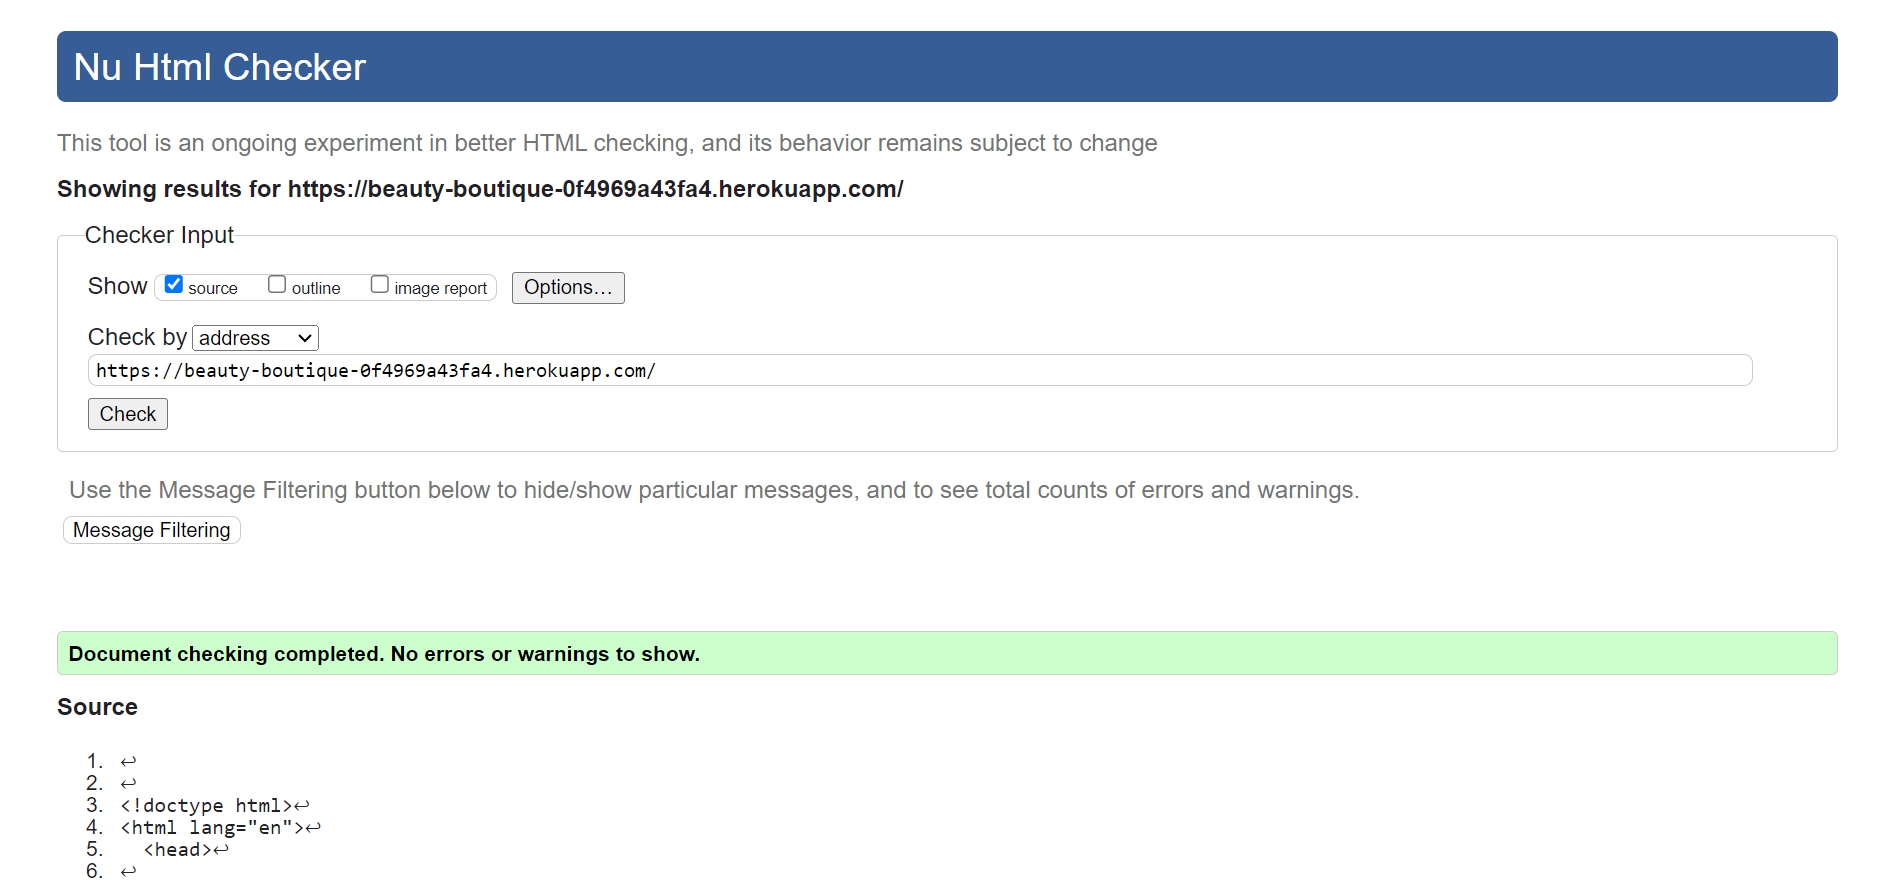 Nu Html Checker
This tool is an ongoing experiment in better HTML checking, and its behavior remains subject to change
Showing results for https://beauty-boutique-0f4969a43fa4.herokuapp.com/
Checker Input
Show source outline image report Options...
Check by address
https://beauty-boutique-0f4969a43fa4.herokuapp.com/
Check
Use the Message Filtering button below to hide/show particular messages, and to see total counts of errors and warnings.
Message Filtering
Document checking completed. No errors or warnings to show.
Source
1. ↩
2. ↩
3. <!doctype html>↩
4. <html lang="en">↩
5. <head>↩
6. ↩